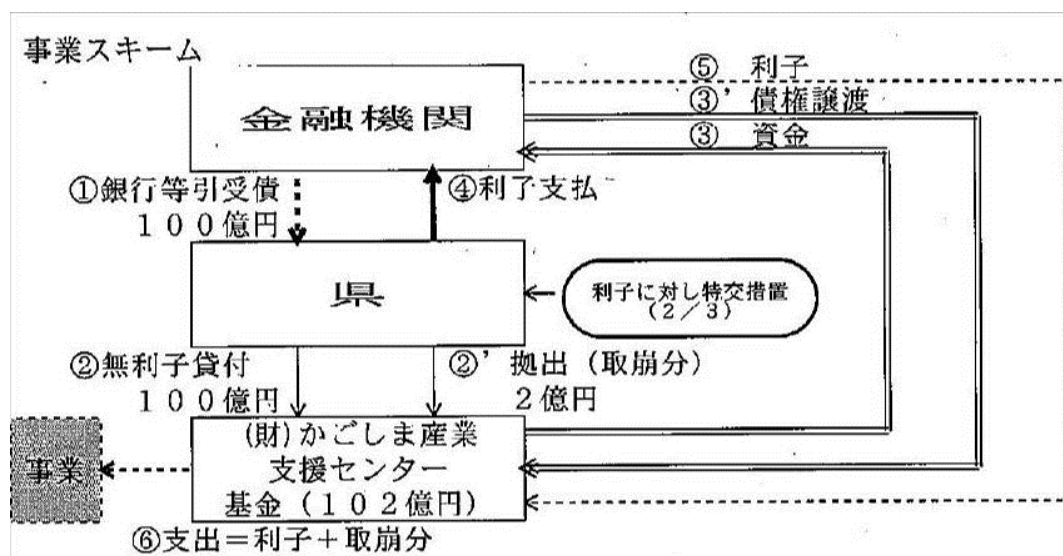 事業スキーム
⑤ 利子
③’ 債権譲渡
③ 資金
金融機関
①銀行等引受債
１００億円
④利子支払
県
利子に対し特交措置
（２／３）
②無利子貸付
１００億円
②’ 拠出（取崩分）
２億円
(財)かごしま産業
支援センター
基金（１０２億円）
事業
⑥支出＝利子＋取崩分